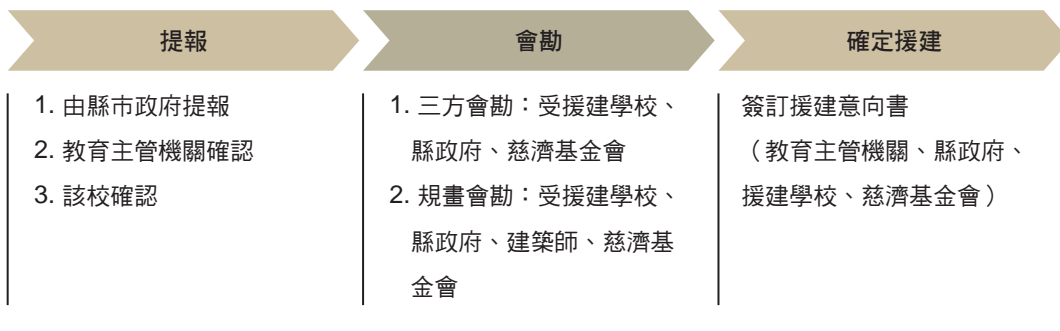 提報
1. 由縣市政府提報
2. 教育主管機關確認
3. 該校確認
會勘
1. 三方會勘：受援建學校、
縣政府、慈濟基金會
2. 規畫會勘：受援建學校、
縣政府、建築師、慈濟基
金會
確定援建
簽訂援建意向書
（教育主管機關、縣政府、
援建學校、慈濟基金會）